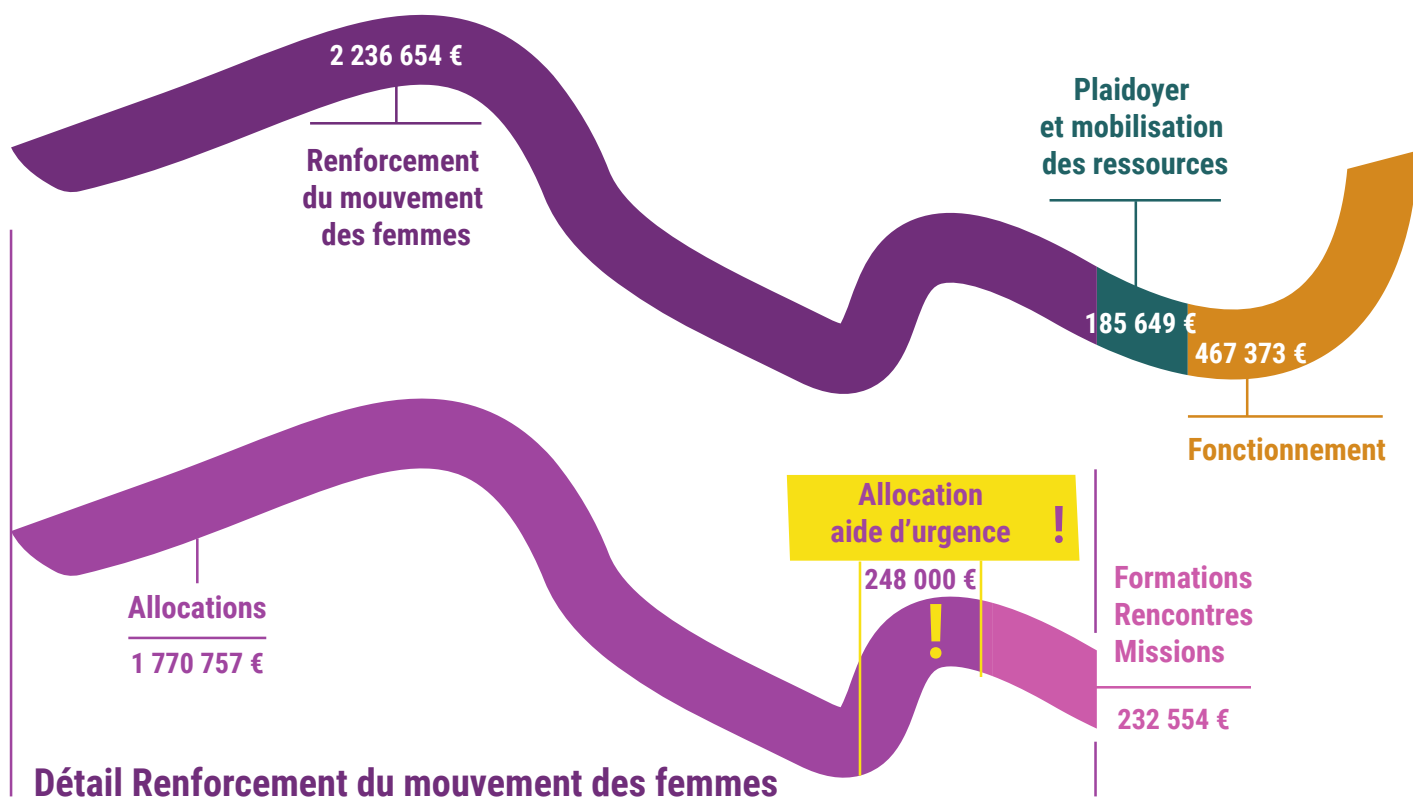 2 236 654 €
Renforcement
du mouvement
des femmes
Plaidoyer
et mobilisation
des ressources
185 649 €
467 373 €
Fonctionnement
Allocation
aide d’urgence !
248 000 €
!
Allocations
1 770 757 €
Formations
Rencontres
Missions
232 554 €
Détail Renforcement du mouvement des femmes